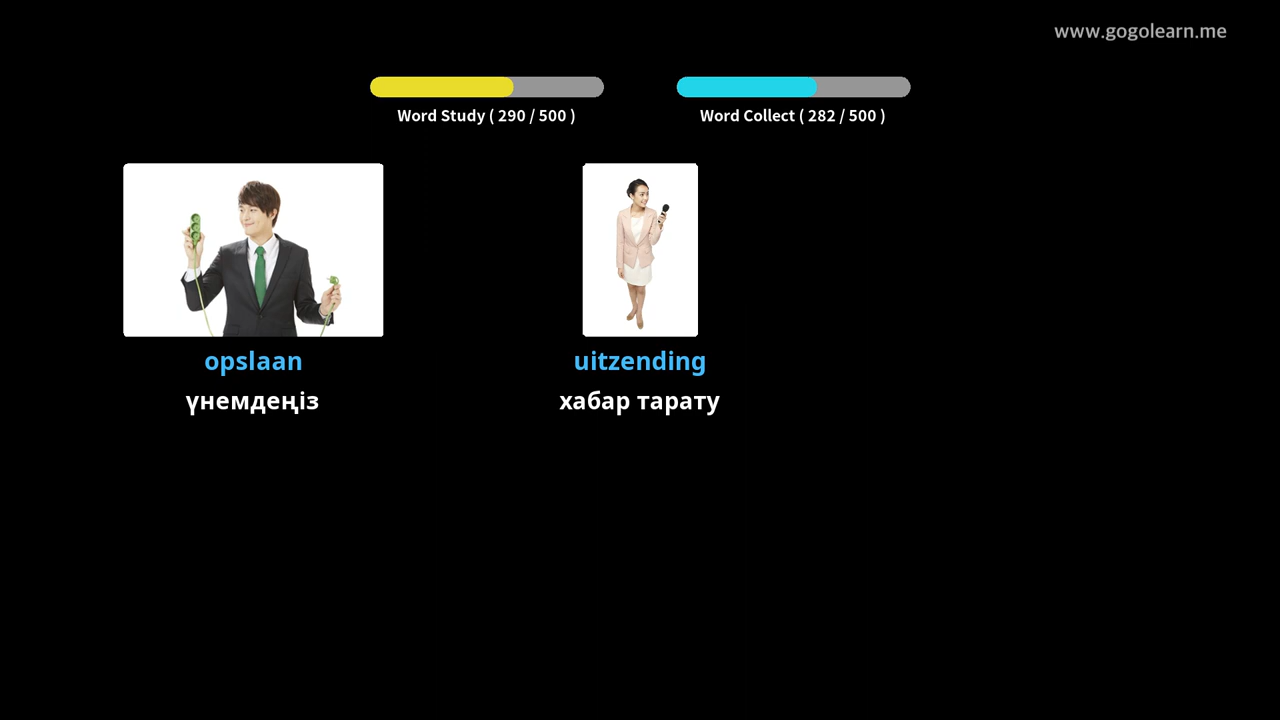 www.gogolearn.me
Word Study ( 290 / 500 )
Word Collect ( 282 / 500 )
opslaan
үнемдеңіз
uitzending
хабар тарату